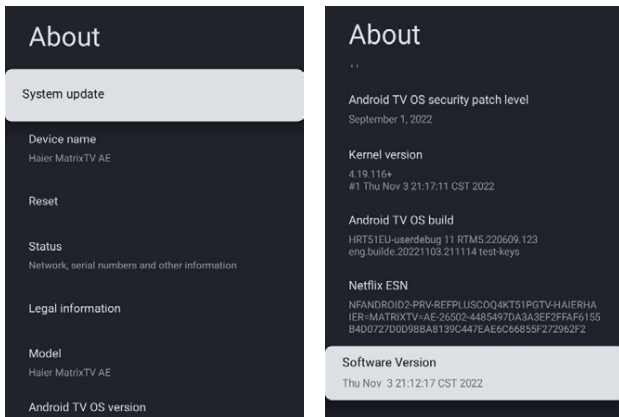 About
System update
Device name
Haier MatrixTV AE
Reset
Status
Network, serial numbers and other information
Legal information
Model
Haier MatrixTV AE
Android TV OS version
About
Android TV OS security patch level
September 1, 2022
Kernel version
4.19.116+
#1 Thu Nov 3 21:17:11 CST 2022
Android TV OS build
HRT51EU-userdebug 11 RTM5.220609.123
eng.builde.20221103.211114 test-keys
Netflix ESN
NFANDROID2-PRV-REFPLUSCOQ4KT51PGTV-HAIERHA
IER=MATRIXTV=AE-26502-4485497DA3A3EF2FFAF6155
B4D0727D0D98BA8139C447EAE6C66855F272962F2
Software Version
Thu Nov 3 21:12:17 CST 2022